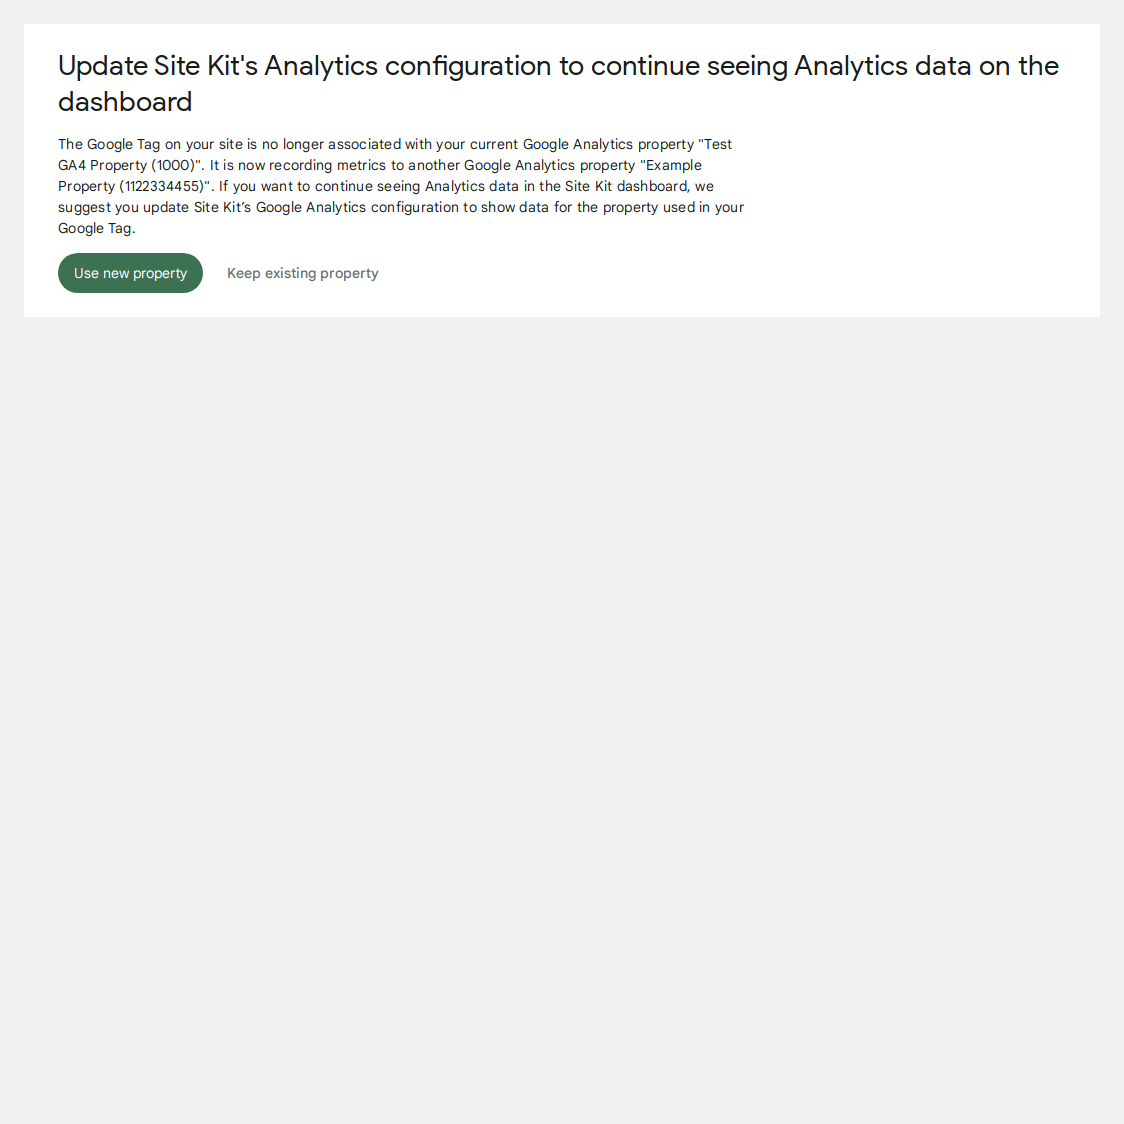 Update Site Kit's Analytics configuration to continue seeing Analytics data on the
dashboard
The Google Tag on your site is no longer associated with your current Google Analytics property "Test
GA4 Property (1000)". It is now recording metrics to another Google Analytics property "Example
Property (1122334455)". If you want to continue seeing Analytics data in the Site Kit dashboard, we
suggest you update Site Kit’s Google Analytics configuration to show data for the property used in your
Google Tag.
Use new property
Keep existing property